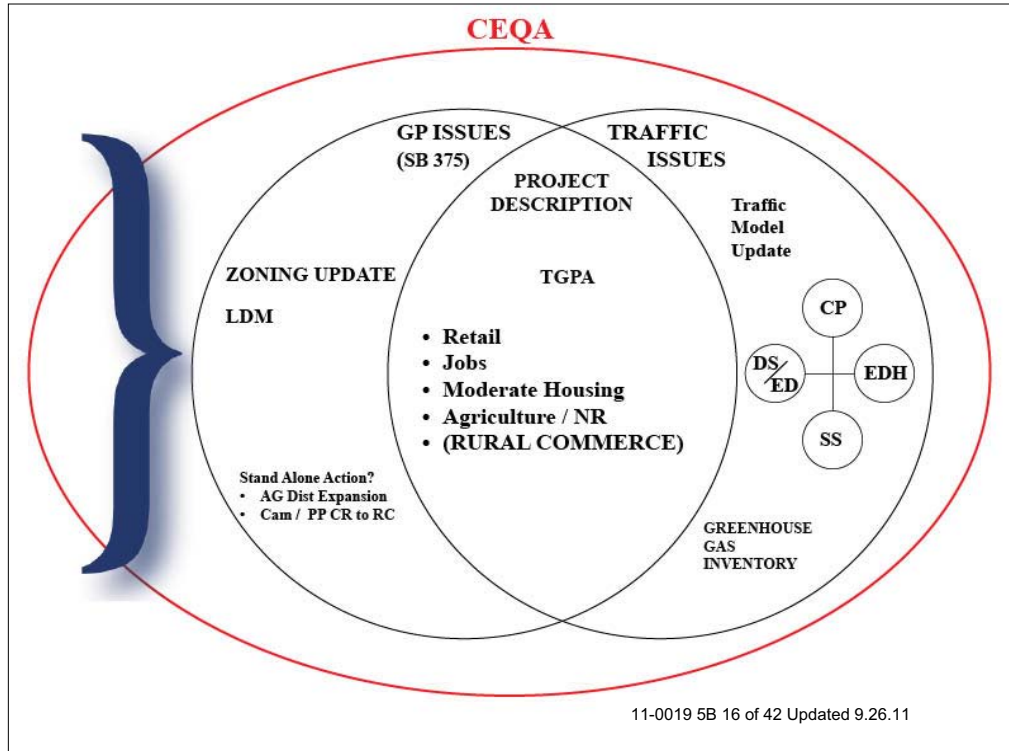 CEQA
GP ISSUES
(SB 375)
TRAFFIC
ISSUES
PROJECT
DESCRIPTION
Traffic
Model
Update
ZONING UPDATE
LDM
TGPA
• Retail
• Jobs
• Moderate Housing
• Agriculture / NR
• (RURAL COMMERCE)
CP
DS/ED
EDH
SS
Stand Alone Action?
• AG Dist Expansion
• Cam / PP CR to RC
GREENHOUSE
GAS
INVENTORY
11-0019 5B 16 of 42 Updated 9.26.11